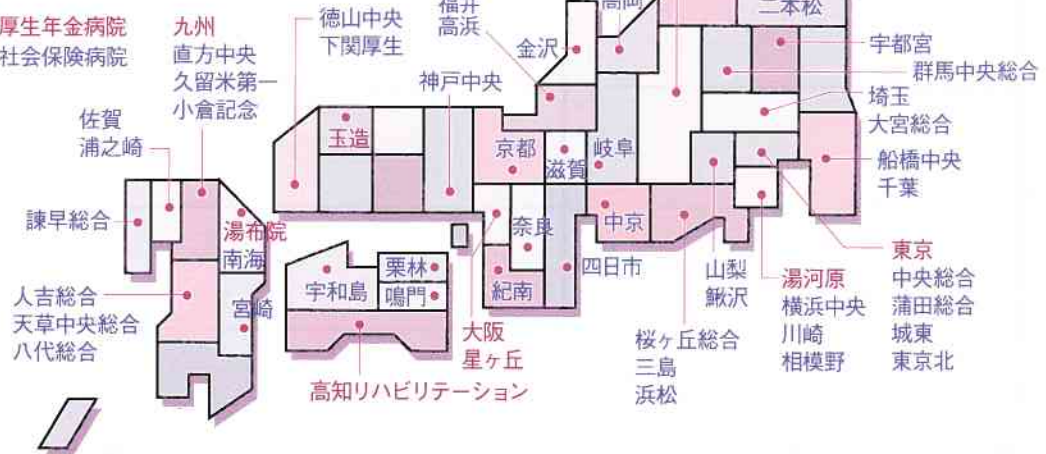 厚生年金病院
社会保険病院
九州
直方中央
久留米第一
小倉記念
徳山中央
下関厚生
福井
高浜
高岡
二本松
金沢
宇都宮
群馬中央総合
埼玉
大宮総合
船橋中央
千葉
神戸中央
佐賀
浦之崎
玉造
京都
滋賀
岐阜
諫早総合
湯布院
南海
奈良
中京
四日市
紀南
栗林
鳴門
宇和島
人吉総合
天草中央総合
八代総合
宮崎
大阪
星ヶ丘
高知リハビリテーション
山梨
鰍沢
桜ヶ丘総合
三島
浜松
湯河原
横浜中央
川崎
相模野
東京
中央総合
蒲田総合
城東
東京北